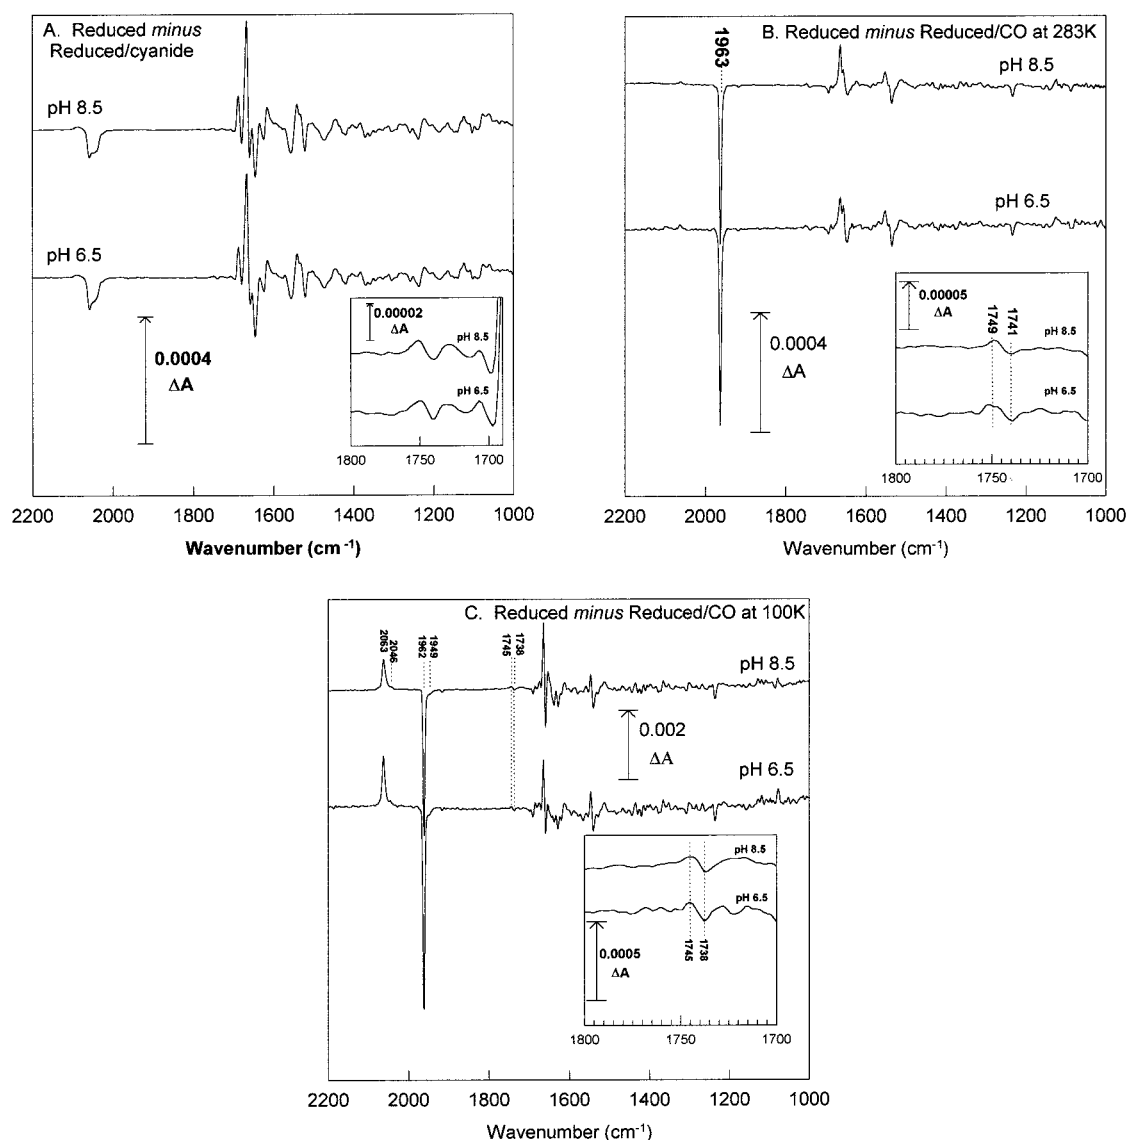 A. Reduced minus
Reduced/cyanide
pH 8.5
pH 6.5
0.0004
ΔA
0.00002
ΔA
pH 8.5
pH 6.5
1800 1750 1700
2200 2000 1800 1600 1400 1200 1000
Wavenumber (cm⁻¹)
B. Reduced minus Reduced/CO at 283K
1963
pH 8.5
pH 6.5
0.0004
ΔA
0.00005
ΔA
1749
1741
pH 8.5
pH 6.5
1800 1750 1700
2200 2000 1800 1600 1400 1200 1000
Wavenumber (cm⁻¹)
C. Reduced minus Reduced/CO at 100K
2063
2046
1962
1949
1745
1738
pH 8.5
0.002
ΔA
pH 6.5
pH 8.5
pH 6.5
0.0005
ΔA
1745
1738
1800 1750 1700
2200 2000 1800 1600 1400 1200 1000
Wavenumber (cm⁻¹)